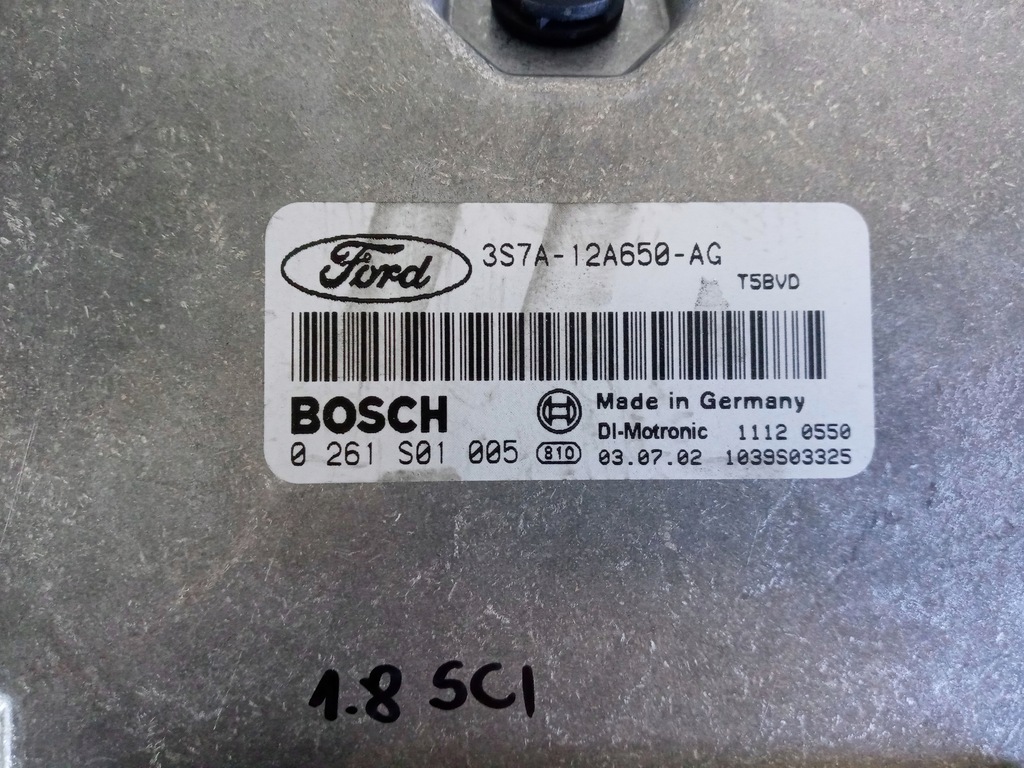 Ford 3S7A-12A650-AG
T5BVD
BOSCH Made in Germany
DI-Motronic 1112 0550
0 261 S01 005 810 03.07.02 1039S03325
1.8 SCI